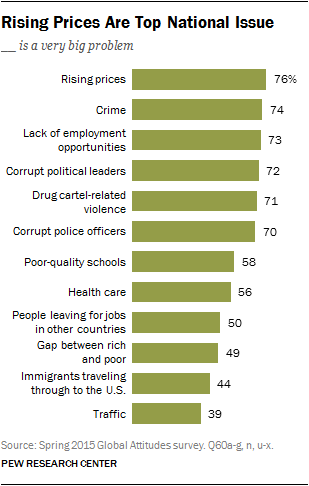 Rising Prices Are Top National Issue
__ is a very big problem
Rising prices 76%
Crime 74
Lack of employment
opportunities 73
Corrupt political leaders 72
Drug cartel-related
violence 71
Corrupt police officers 70
Poor-quality schools 58
Health care 56
People leaving for jobs
in other countries 50
Gap between rich
and poor 49
Immigrants traveling
through to the U.S. 44
Traffic 39
Source: Spring 2015 Global Attitudes survey. Q60a-g, n, u-x.
PEW RESEARCH CENTER